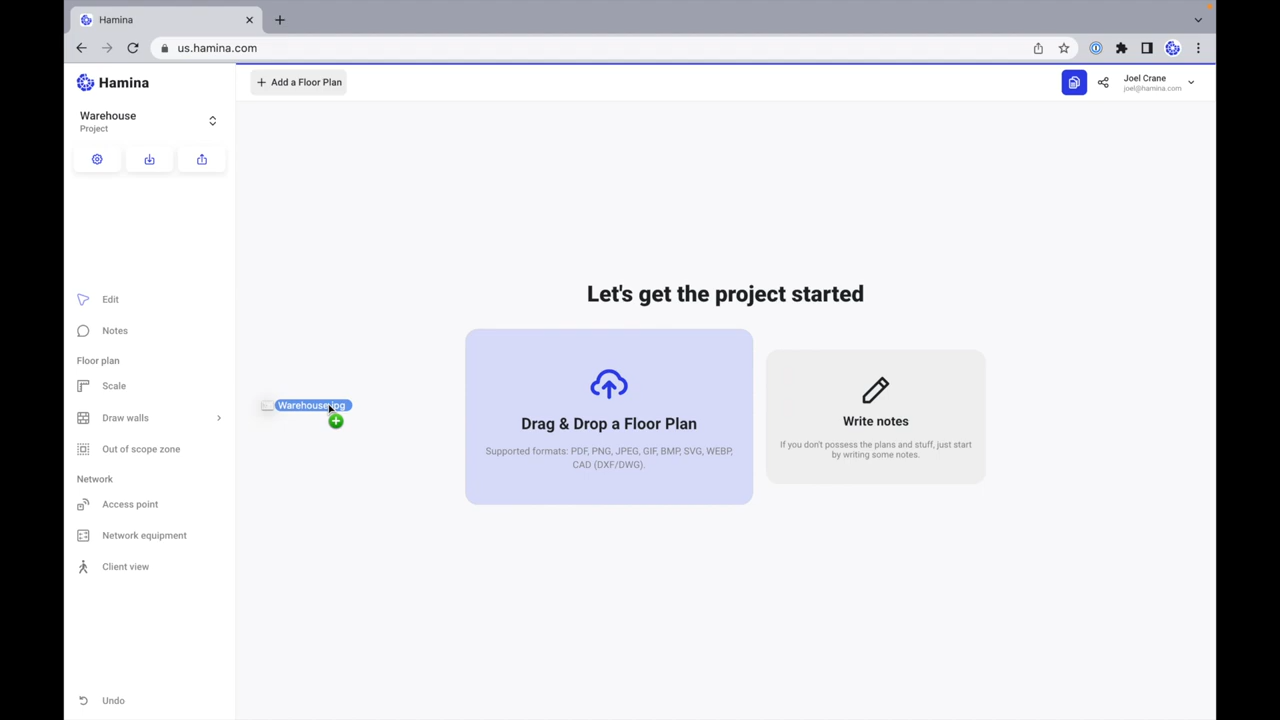 Hamina
us.hamina.com
Hamina
Warehouse
Project
+ Add a Floor Plan
Joel Crane
joel@hamina.com
Edit
Notes
Floor plan
Scale
Draw walls
Out of scope zone
Network
Access point
Network equipment
Client view
Undo
Let's get the project started
Warehouse.jpg
Drag & Drop a Floor Plan
Supported formats: PDF, PNG, JPEG, GIF, BMP, SVG, WEBP,
CAD (DXF/DWG).
Write notes
If you don't possess the plans and stuff, just start
by writing some notes.